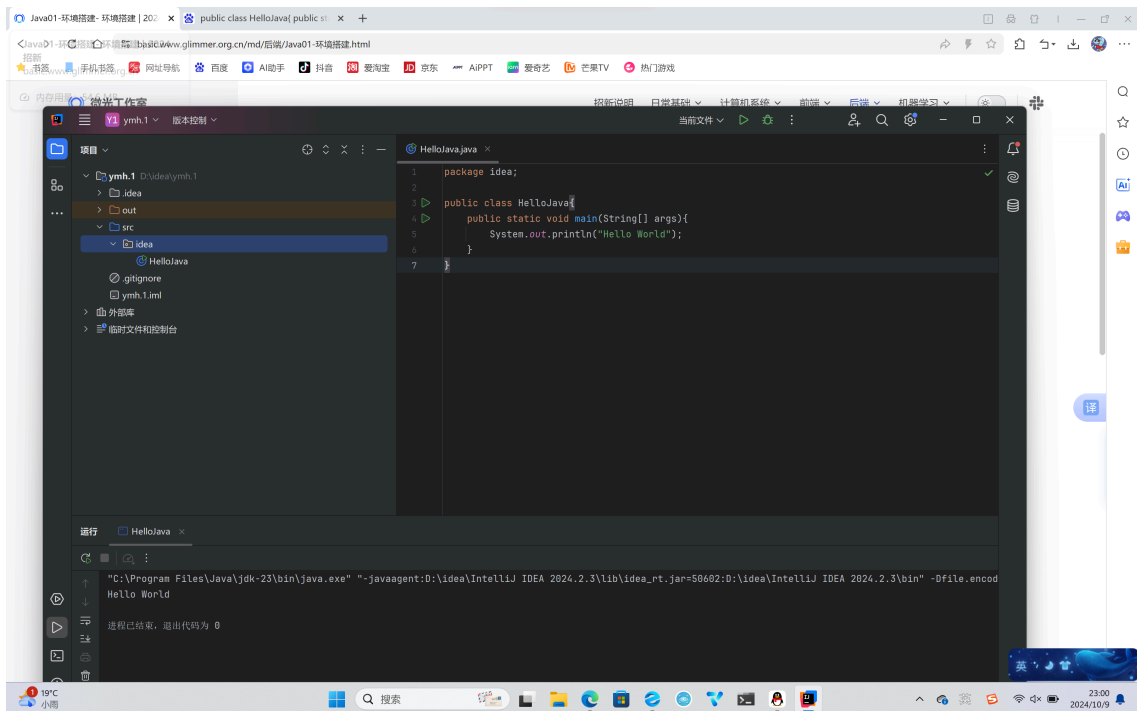 Java01-环境搭建- 环境搭建 | 202
public class HelloJava{ public st
basic.www.glimmer.org.cn/md/后端/Java01-环境搭建.html
书签 手机书签 网址导航 百度 AI助手 抖音 爱淘宝 京东 AiPPT 爱奇艺 芒果TV 热门游戏
微光工作室
招新说明 日常基础 计算机系统 前端 后端 机器学习
Y1 ymh.1 版本控制 当前文件
项目
HelloJava.java
ymh.1 D:\idea\ymh.1
.idea
out
src
idea
HelloJava
.gitignore
ymh.1.iml
外部库
临时文件和控制台
1 package idea;
2
3 public class HelloJava{
4 public static void main(String[] args){
5 System.out.println("Hello World");
6 }
7 }
译
运行 HelloJava
"C:\Program Files\Java\jdk-23\bin\java.exe" "-javaagent:D:\idea\IntelliJ IDEA 2024.2.3\lib\idea_rt.jar=50602:D:\idea\IntelliJ IDEA 2024.2.3\bin" -Dfile.encod
Hello World
进程已结束，退出代码为 0
英
1
19°C
小雨
搜索
英
23:00
2024/10/9